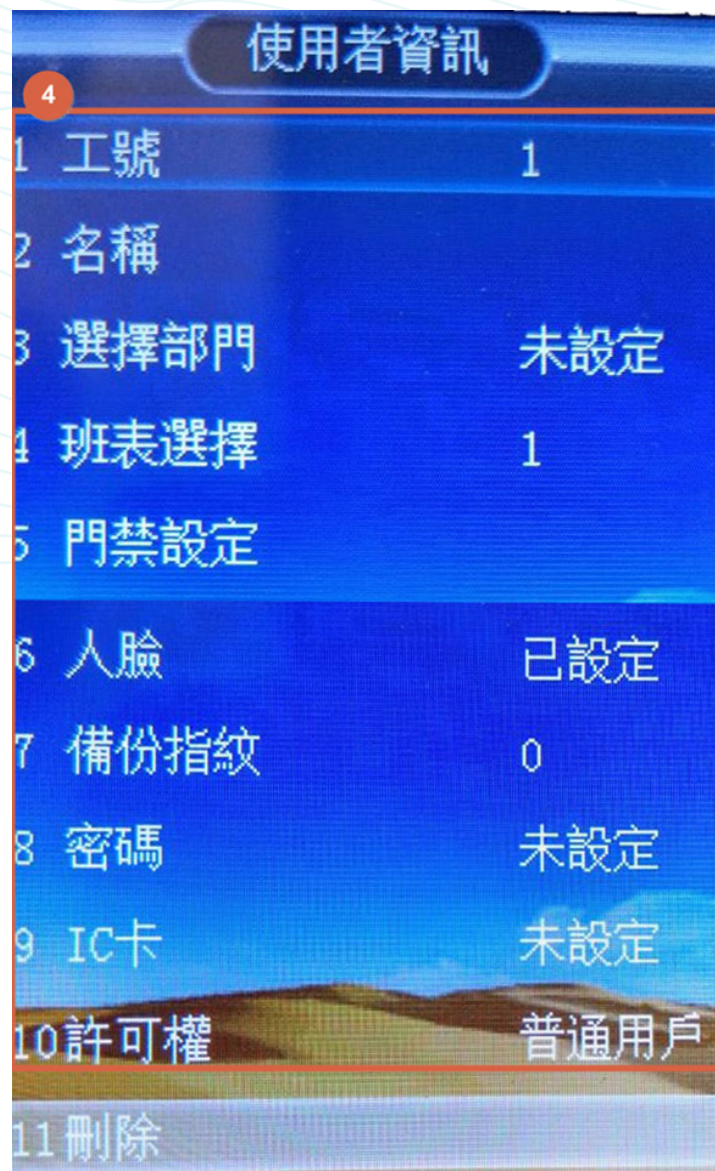 使用者資訊
4
1 工號 1
2 名稱
3 選擇部門 未設定
4 班表選擇 1
5 門禁設定
6 人臉 已設定
7 備份指紋 0
8 密碼 未設定
9 IC卡 未設定
10許可權 普通用戶
11刪除